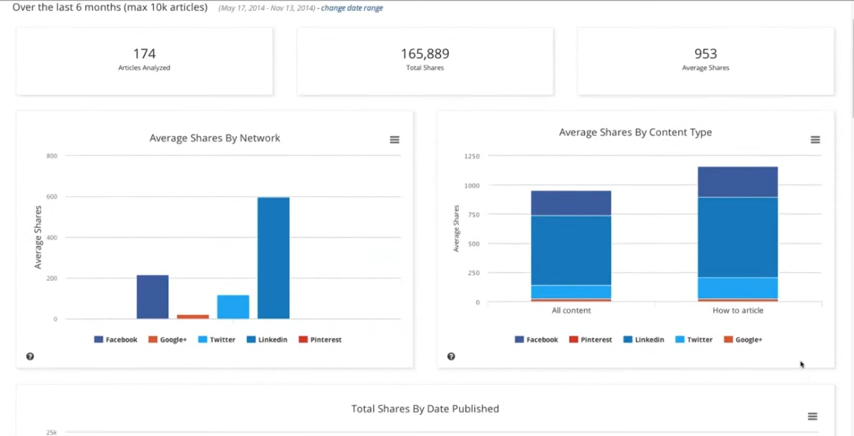 Over the last 6 months (max 10k articles) (May 17, 2014 - Nov 13, 2014) - change date range
174
Articles Analyzed
165,889
Total Shares
953
Average Shares
Average Shares By Network
800
600
400
200
0
Average Shares
Facebook Google+ Twitter Linkedin Pinterest
?
Average Shares By Content Type
1250
1000
750
500
250
0
Average Shares
All content How to article
Facebook Pinterest Linkedin Twitter Google+
?
Total Shares By Date Published
25k